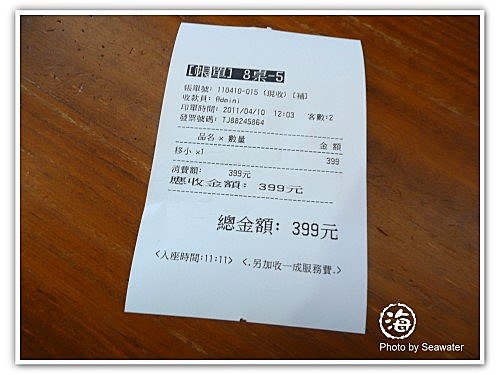 [帳單] 8桌-5
帳單號: 110410-015 (現收) [補]
收款員: Admini
印單時間: 2011/04/10 12:03 客數:2
發票號碼: TJ88245864
品名 × 數量 金額
移小 ×1 399
消費額: 399元
應收金額: 399元
總金額: 399元
<入座時間:11:11> <.另加收一成服務費.>
海
Photo by Seawater